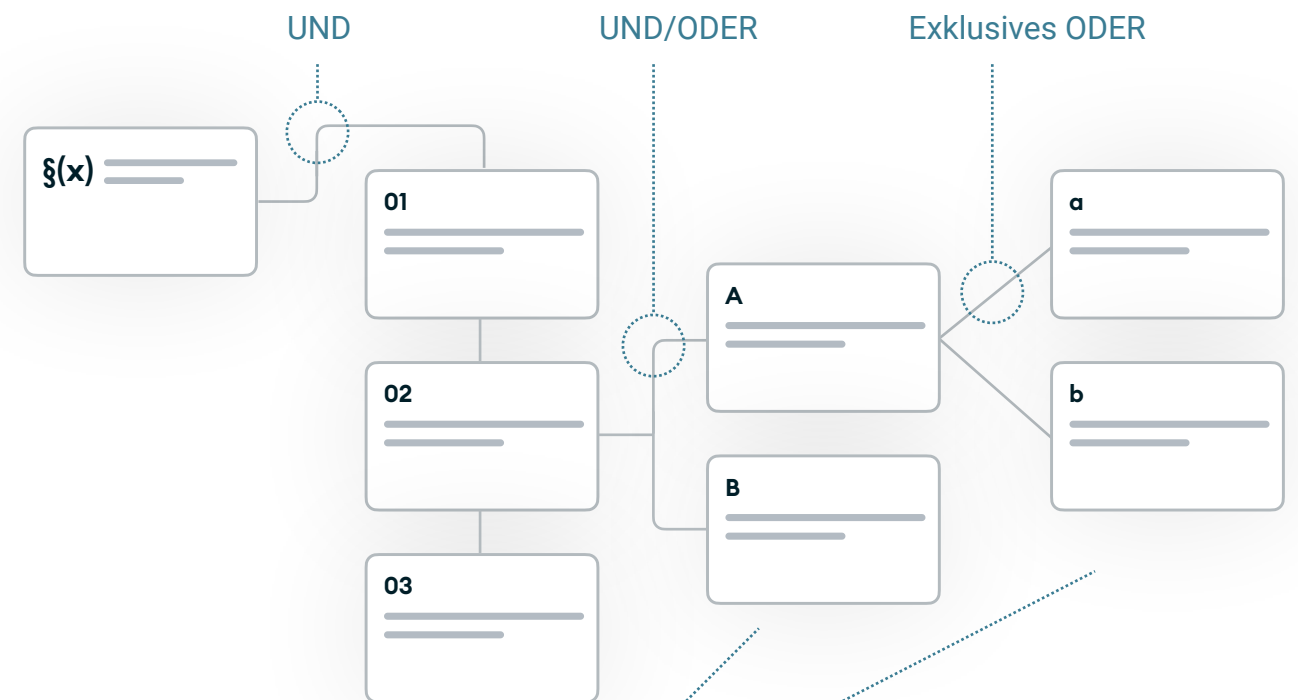 UND
UND/ODER
Exklusives ODER
§(x)
01
a
A
02
b
B
03